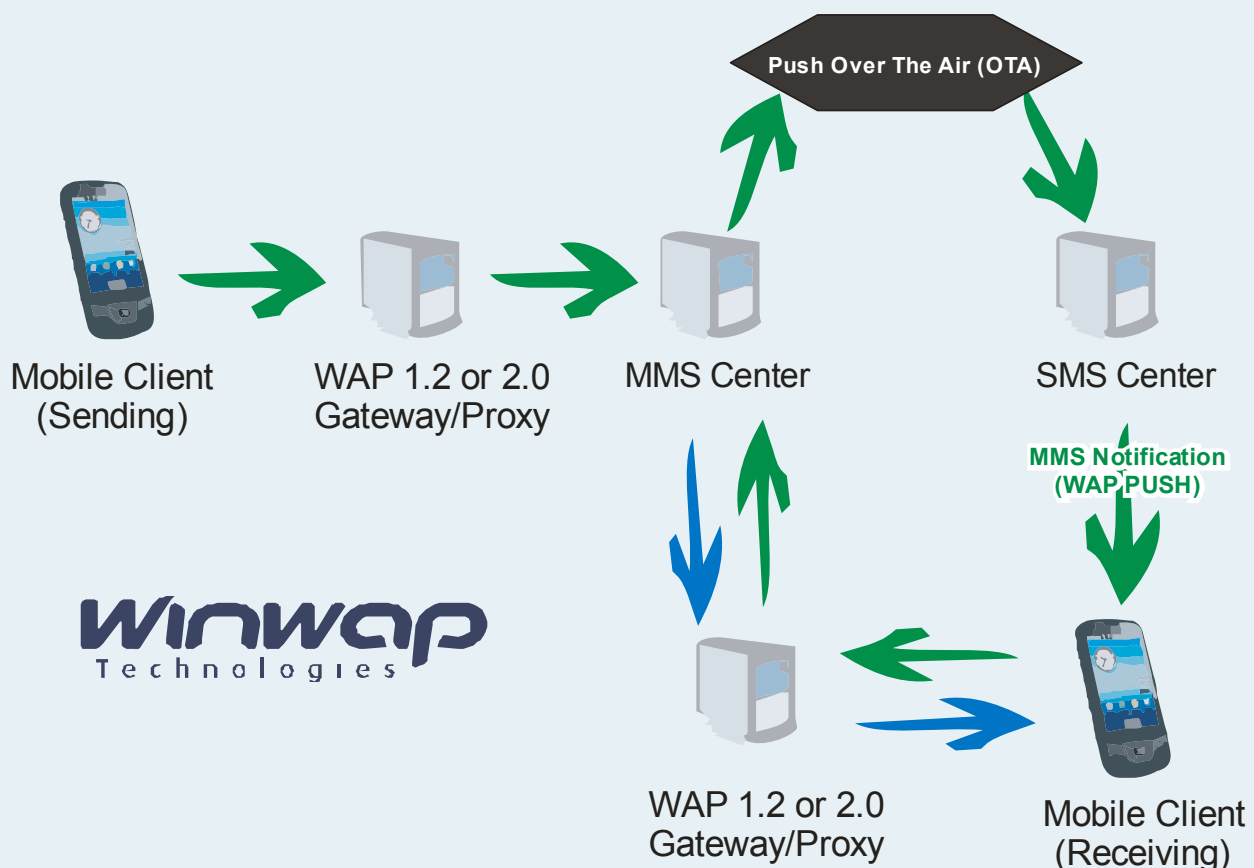 Push Over The Air (OTA)
Mobile Client
(Sending)
WAP 1.2 or 2.0
Gateway/Proxy
MMS Center
SMS Center
MMS Notification
(WAP PUSH)
Winwap
Technologies
WAP 1.2 or 2.0
Gateway/Proxy
Mobile Client
(Receiving)